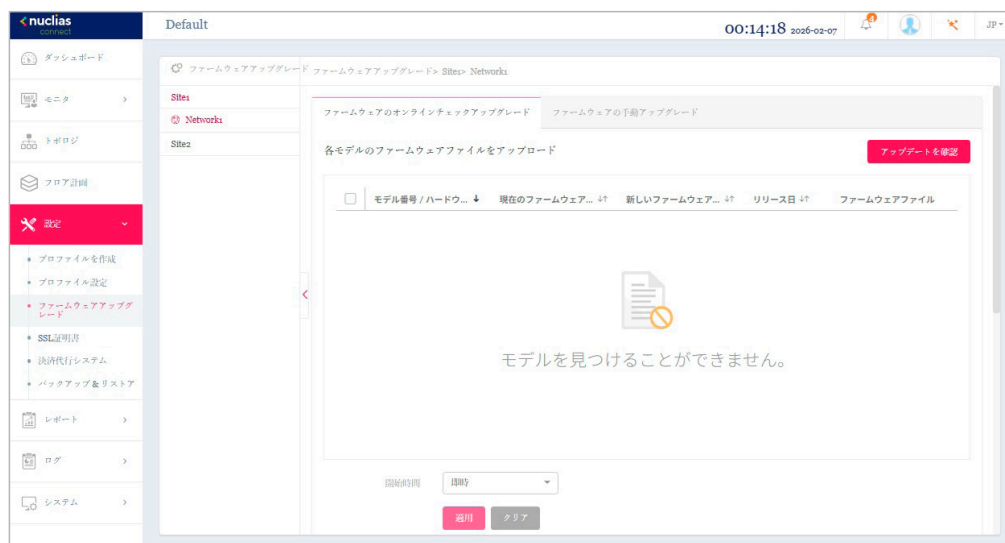 nuclias
connect
Default
00:14:18 2026-02-07
4
JP
ダッシュボード
モニタ
トポロジ
フロア計画
設定
プロファイルを作成
プロファイル設定
ファームウェアアップグ
レード
SSL証明書
決済代行システム
バックアップ&リストア
レポート
ログ
システム
ファームウェアアップグレード
ファームウェアアップグレード> Site1> Network1
Site1
Network1
Site2
ファームウェアのオンラインチェックアップグレード
ファームウェアの手動アップグレード
各モデルのファームウェアファイルをアップロード
アップデートを確認
モデル番号 / ハードウ...
現在のファームウェア...
新しいファームウェア...
リリース日
ファームウェアファイル
モデルを見つけることができません。
開始時間
即時
適用
クリア